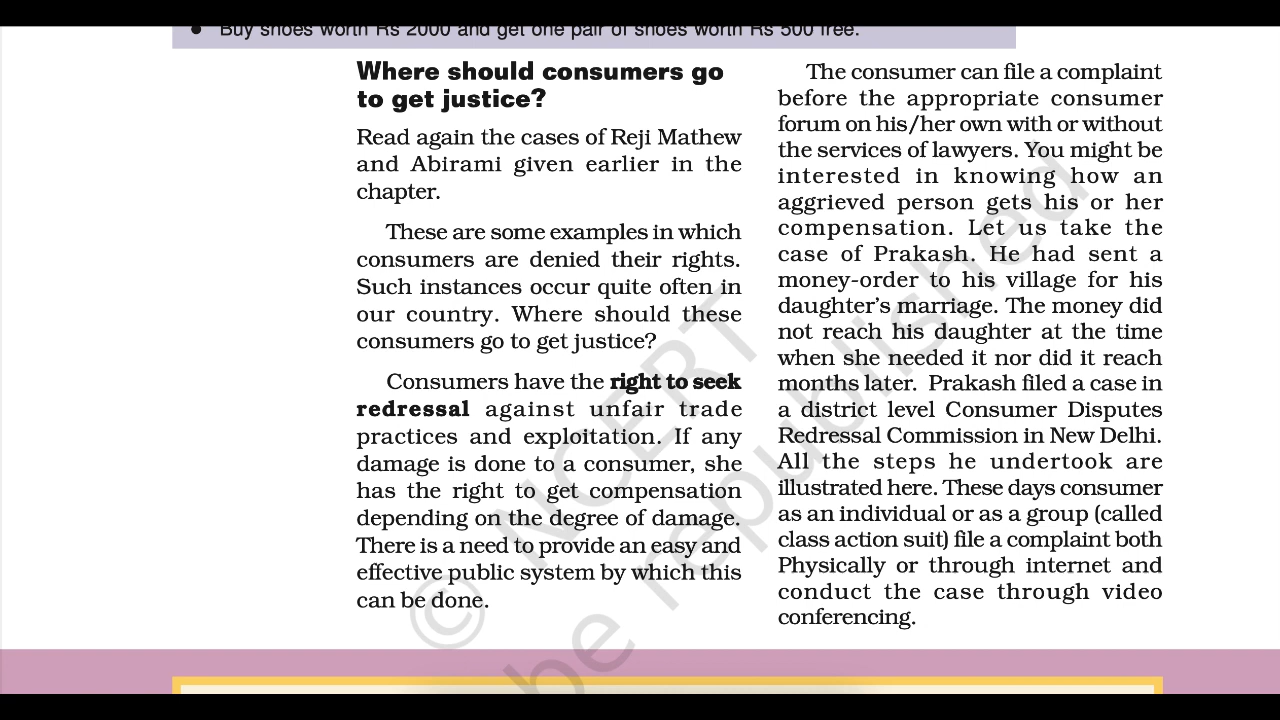 ● Buy shoes worth Rs 2000 and get one pair of shoes worth Rs 500 free.
Where should consumers go
to get justice?
Read again the cases of Reji Mathew
and Abirami given earlier in the
chapter.
These are some examples in which
consumers are denied their rights.
Such instances occur quite often in
our country. Where should these
consumers go to get justice?
Consumers have the right to seek
redressal against unfair trade
practices and exploitation. If any
damage is done to a consumer, she
has the right to get compensation
depending on the degree of damage.
There is a need to provide an easy and
effective public system by which this
can be done.
The consumer can file a complaint
before the appropriate consumer
forum on his/her own with or without
the services of lawyers. You might be
interested in knowing how an
aggrieved person gets his or her
compensation. Let us take the
case of Prakash. He had sent a
money-order to his village for his
daughter's marriage. The money did
not reach his daughter at the time
when she needed it nor did it reach
months later. Prakash filed a case in
a district level Consumer Disputes
Redressal Commission in New Delhi.
All the steps he undertook are
illustrated here. These days consumer
as an individual or as a group (called
class action suit) file a complaint both
Physically or through internet and
conduct the case through video
conferencing.
© NCERT
be republished